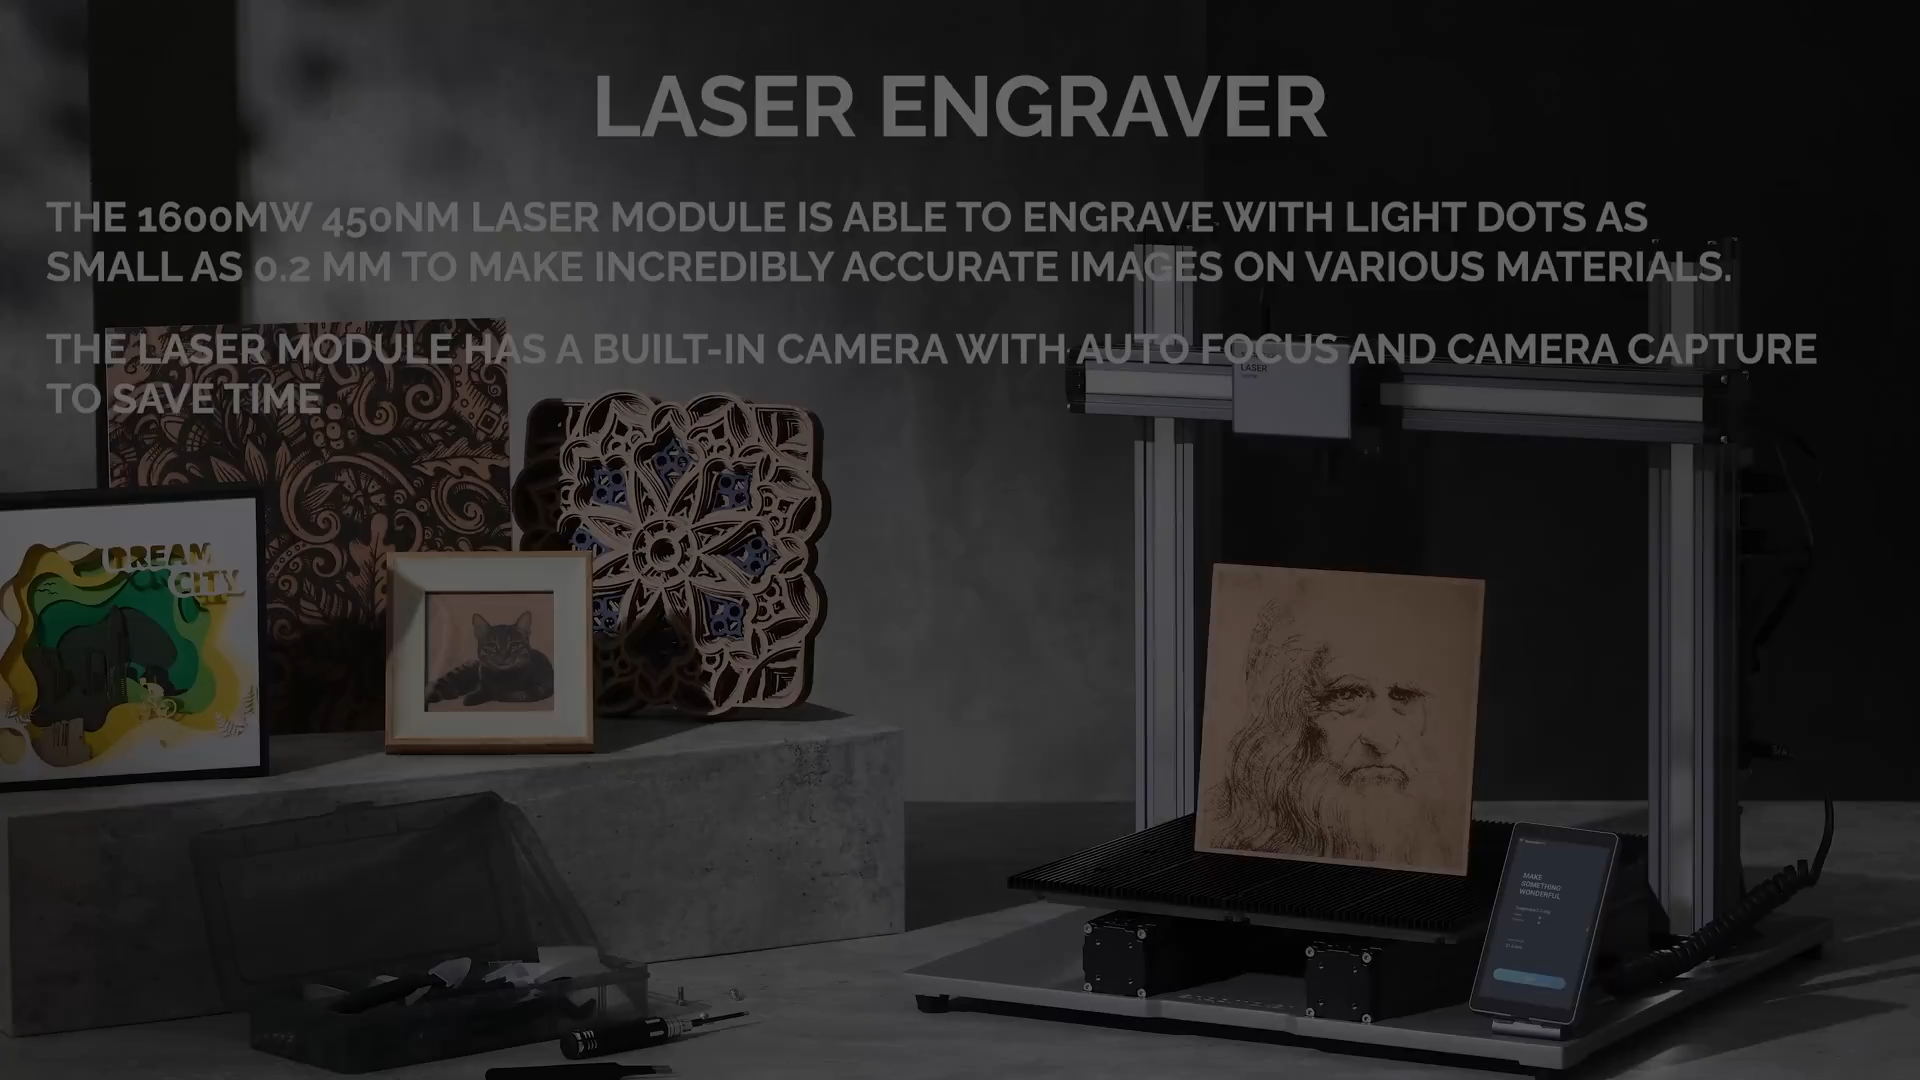 LASER ENGRAVER
THE 1600MW 450NM LASER MODULE IS ABLE TO ENGRAVE WITH LIGHT DOTS AS
SMALL AS 0.2 MM TO MAKE INCREDIBLY ACCURATE IMAGES ON VARIOUS MATERIALS.
THE LASER MODULE HAS A BUILT-IN CAMERA WITH AUTO FOCUS AND CAMERA CAPTURE
TO SAVE TIME
LASER
DREAM
CITY
MAKE
SOMETHING
WONDERFUL